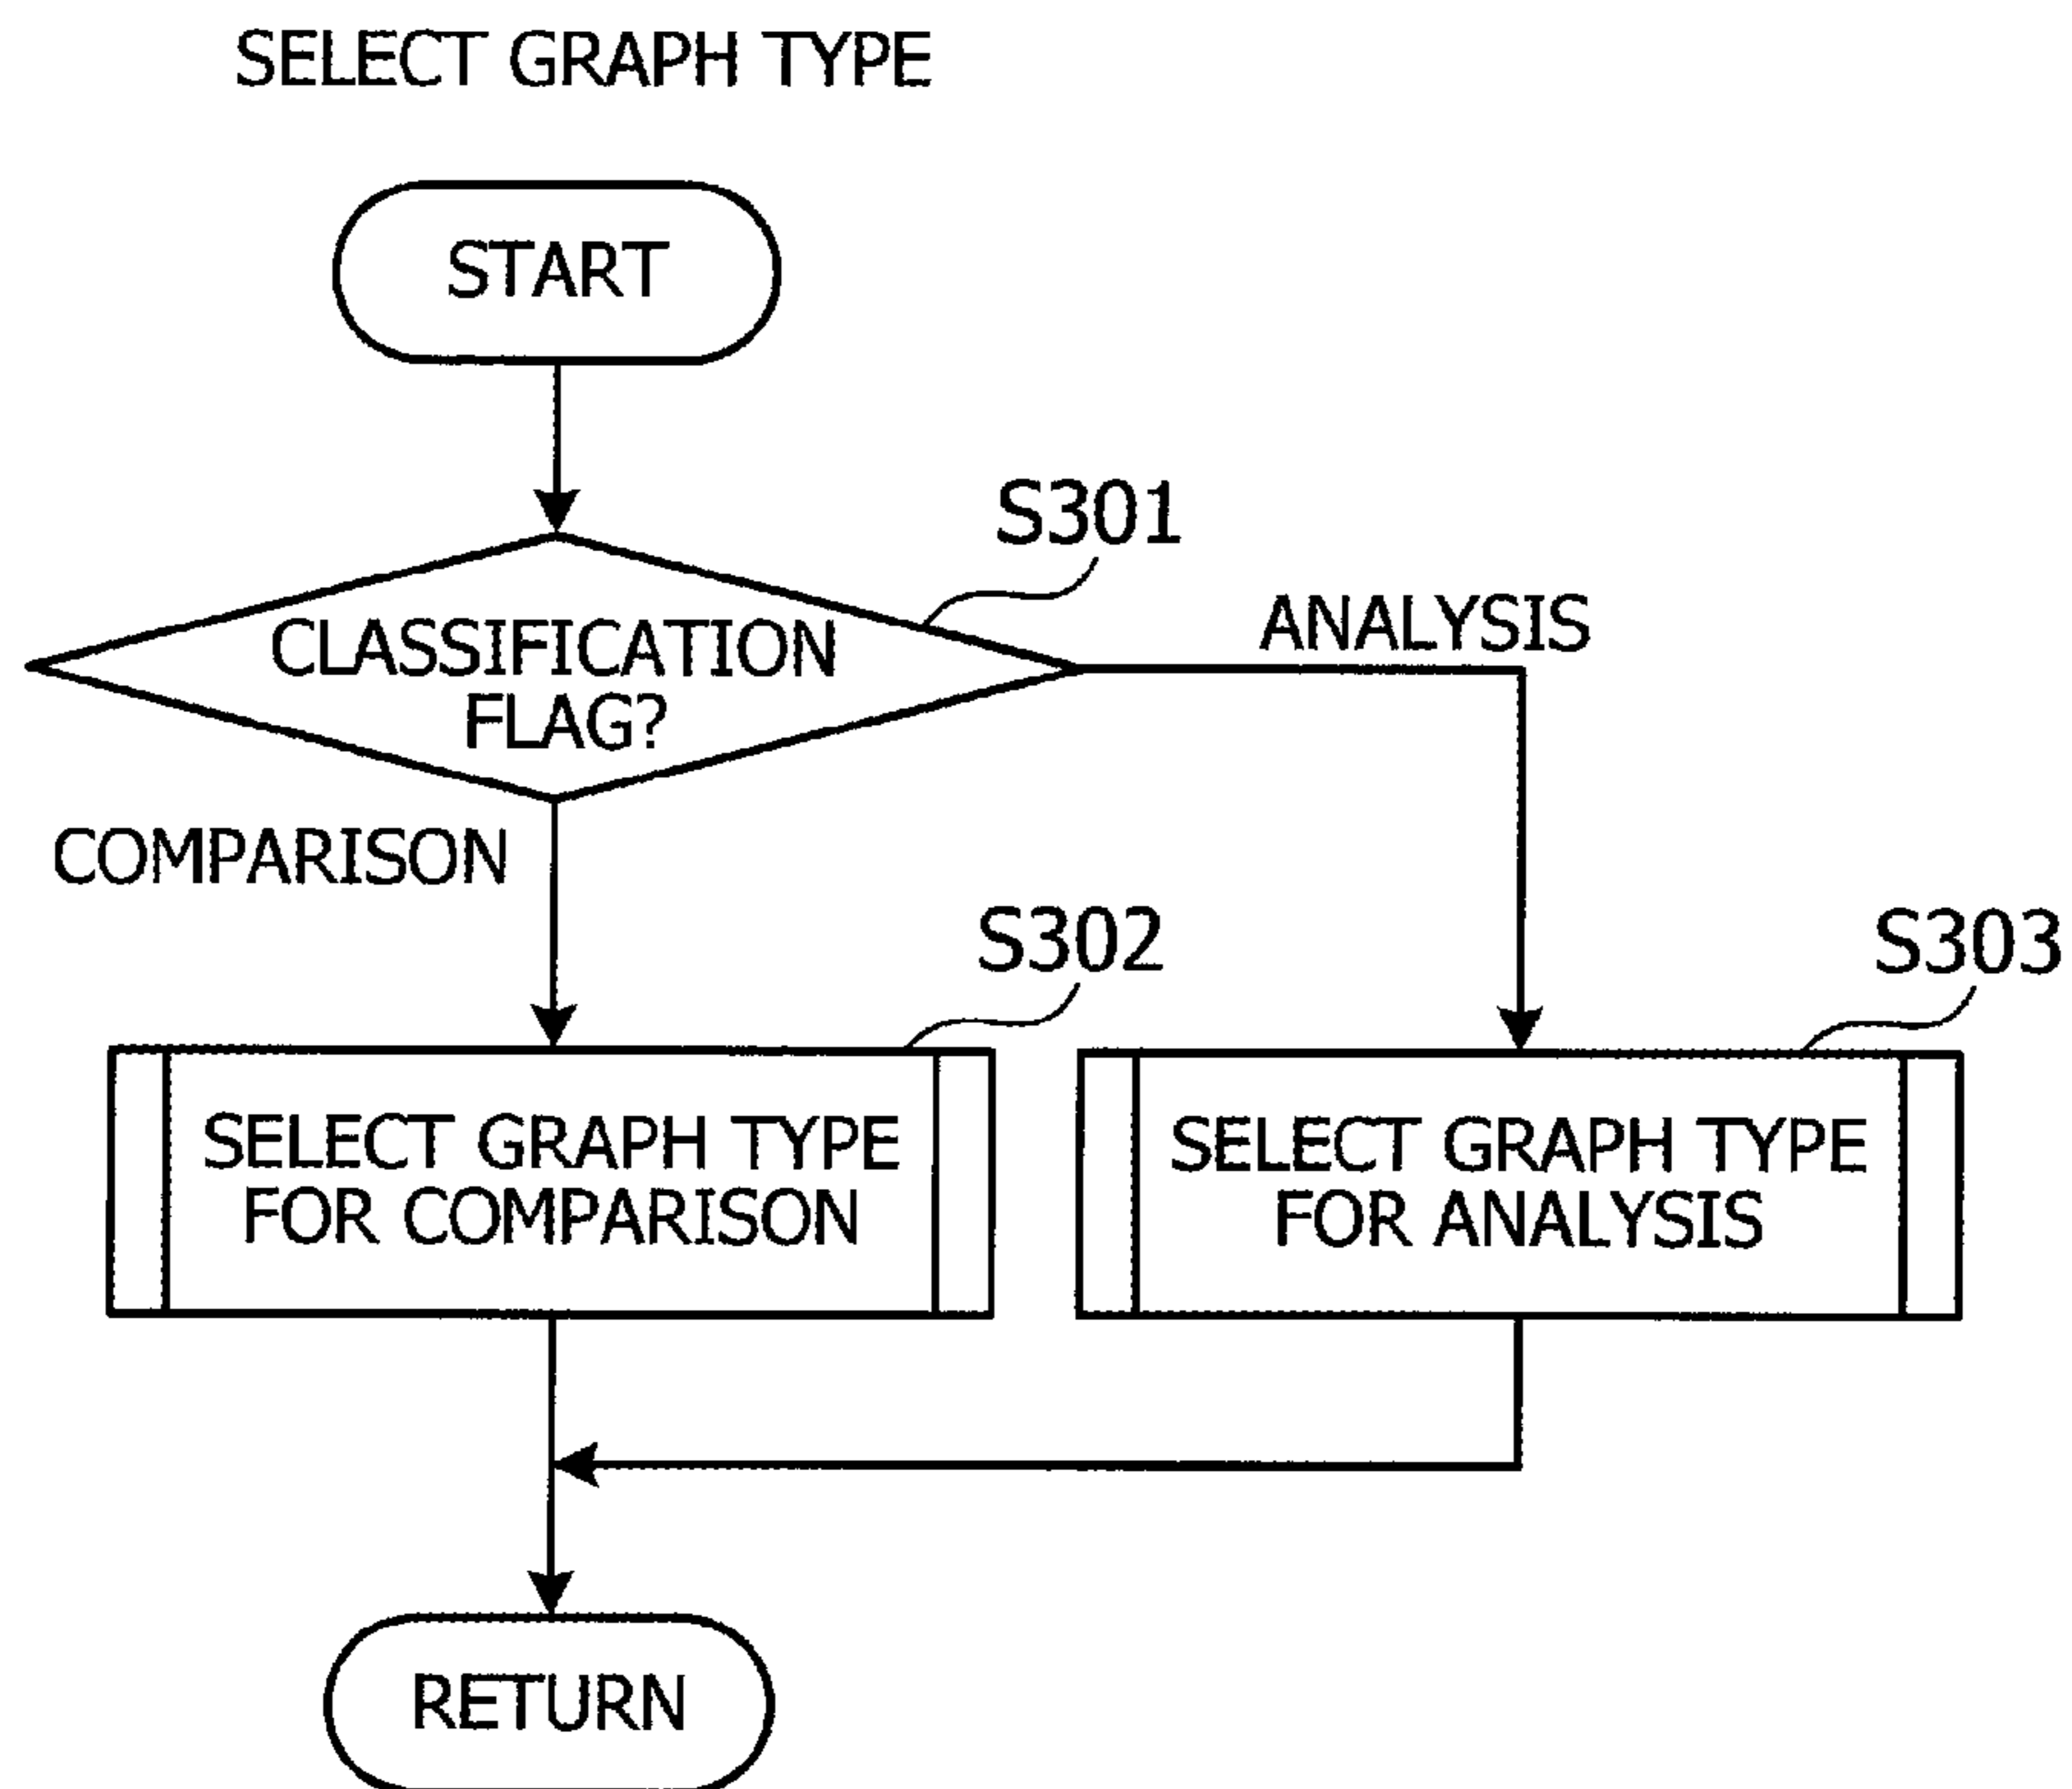 SELECT GRAPH TYPE
START
S301
CLASSIFICATION
FLAG?
ANALYSIS
COMPARISON
S302
S303
SELECT GRAPH TYPE
FOR COMPARISON
SELECT GRAPH TYPE
FOR ANALYSIS
RETURN